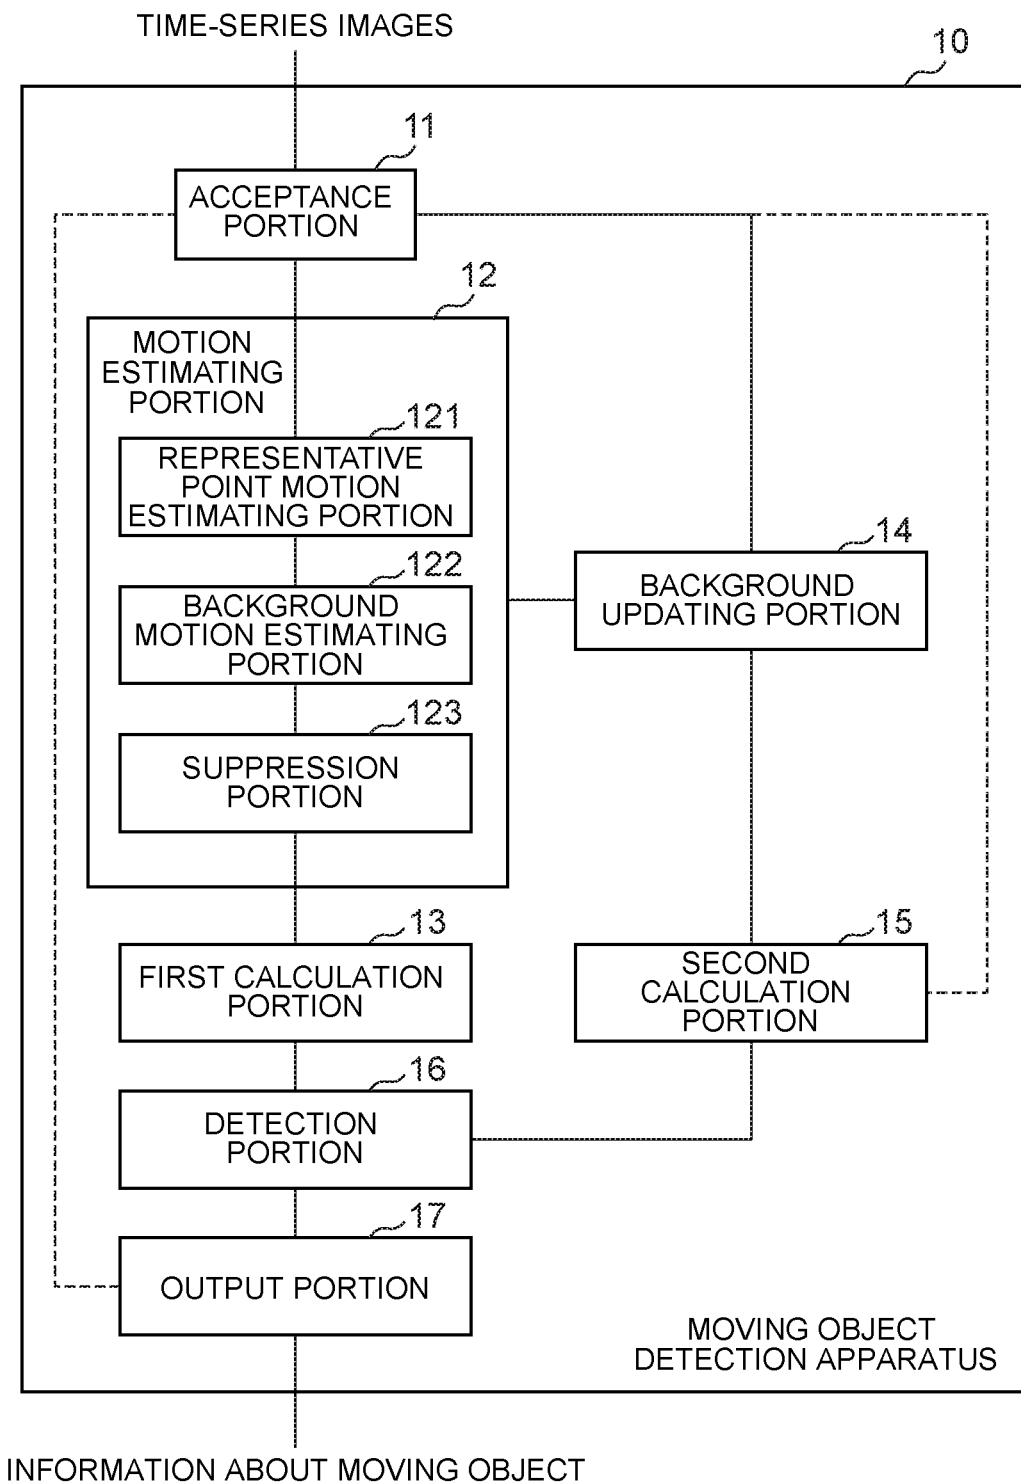 TIME-SERIES IMAGES
10
11
ACCEPTANCE
PORTION
12
MOTION
ESTIMATING
PORTION
121
REPRESENTATIVE
POINT MOTION
ESTIMATING PORTION
14
BACKGROUND
UPDATING PORTION
122
BACKGROUND
MOTION ESTIMATING
PORTION
123
SUPPRESSION
PORTION
13
FIRST CALCULATION
PORTION
15
SECOND
CALCULATION
PORTION
16
DETECTION
PORTION
17
OUTPUT PORTION
MOVING OBJECT
DETECTION APPARATUS
INFORMATION ABOUT MOVING OBJECT